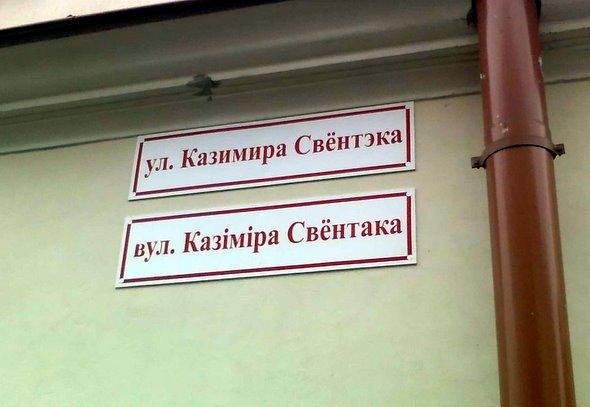 ул. Казимира Свёнтэка
вул. Казіміра Свёнтака